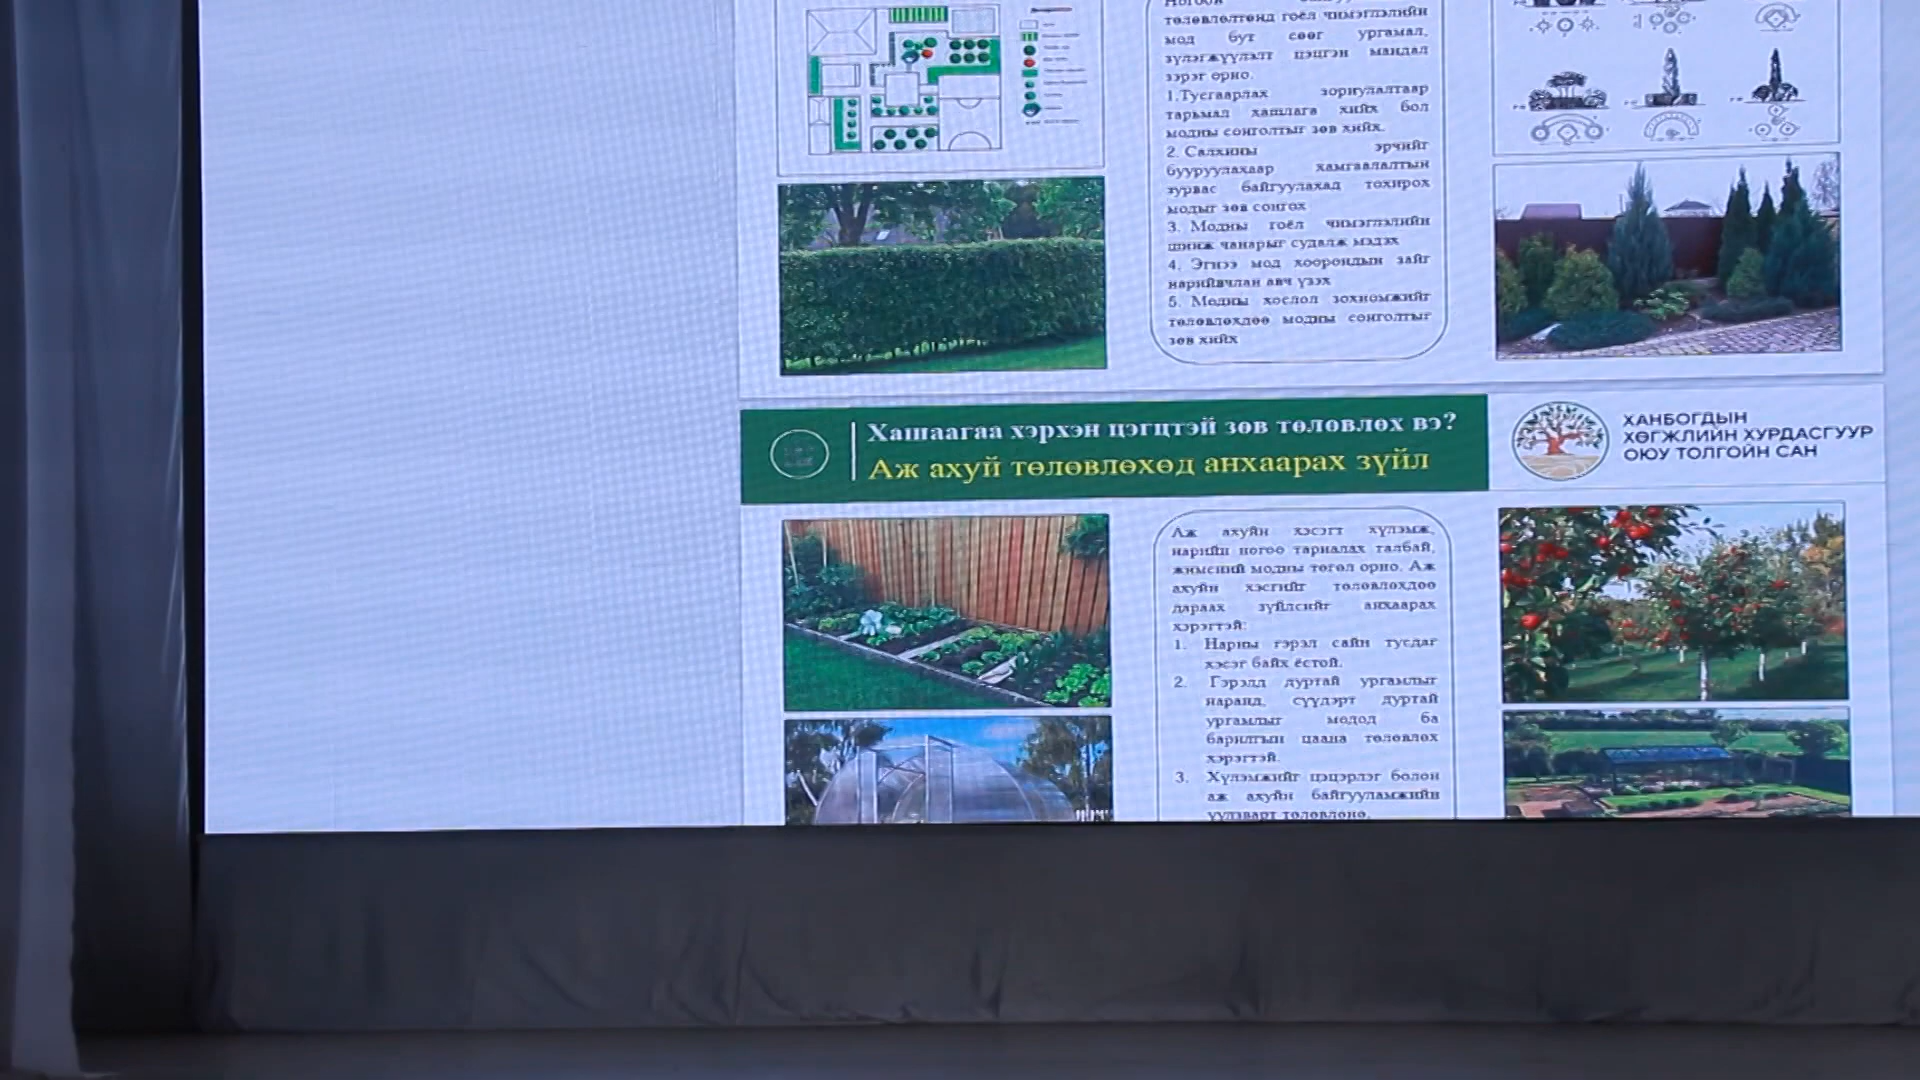 төлөвлөлтөнд гоёл чимэглэлийн
мод бут сөөг ургамал,
зүлэгжүүлэлт цэцгэн мандал
зэрэг орно.
1.Тусгаарлах зориулалтаар
тарьмал хашлага хийх бол
модны сонголтыг зөв хийх.
2. Салхины эрчийг
бууруулахаар хамгаалалтын
зурвас байгуулахад тохирох
модыг зөв сонгох
3. Модны гоёл чимэглэлийн
шинж чанарыг судалж мэдэх
4. Эгнээ мод хоорондын зайг
нарийвчлан авч үзэх
5. Модны хослол зохиомжийг
төлөвлөхдөө модны сонголтыг
зөв хийх
Хашаагаа хэрхэн цэгцтэй зөв төлөвлөх вэ?
Аж ахуй төлөвлөхөд анхаарах зүйл
ХАНБОГДЫН
ХӨГЖЛИЙН ХУРДАСГУУР
ОЮУ ТОЛГОЙН САН
Аж ахуйн хэсэгт хүлэмж,
нарийн ногоо тариалах талбай,
жимсний модны төгөл орно. Аж
ахуйн хэсгийг төлөвлөхдөө
дараах зүйлсийг анхаарах
хэрэгтэй:
1. Нарны гэрэл сайн тусдаг
хэсэг байх ёстой.
2. Гэрэлд дуртай ургамлыг
наранд, сүүдэрт дуртай
ургамлыг модод ба
барилгын цаана төлөвлөх
хэрэгтэй.
3. Хүлэмжийг цэцэрлэг болон
аж ахуйн байгууламжийн
уулзварт төлөвлөнө.